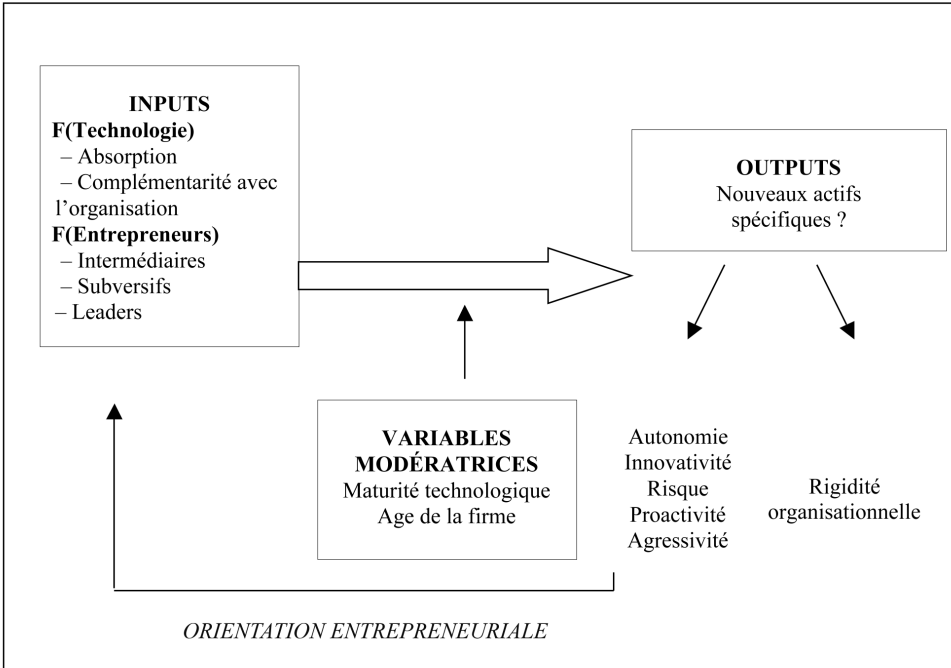 INPUTS
F(Technologie)
– Absorption
– Complémentarité avec
l’organisation
F(Entrepreneurs)
– Intermédiaires
– Subversifs
– Leaders
OUTPUTS
Nouveaux actifs
spécifiques ?
VARIABLES
MODÉRATRICES
Maturité technologique
Age de la firme
Autonomie
Innovativité
Risque
Proactivité
Agressivité
Rigidité
organisationnelle
ORIENTATION ENTREPRENEURIALE